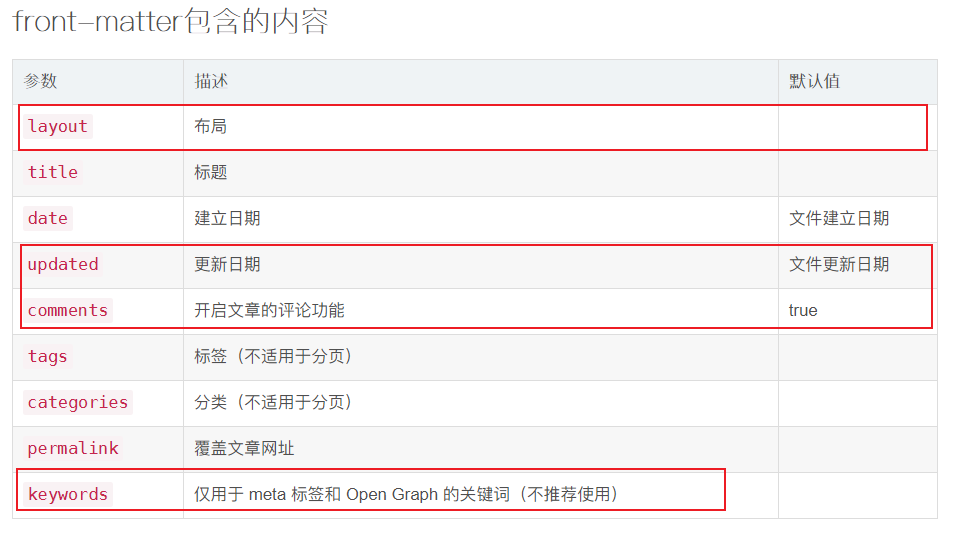 front-matter包含的内容
参数 描述 默认值
layout 布局
title 标题
date 建立日期 文件建立日期
updated 更新日期 文件更新日期
comments 开启文章的评论功能 true
tags 标签（不适用于分页）
categories 分类（不适用于分页）
permalink 覆盖文章网址
keywords 仅用于 meta 标签和 Open Graph 的关键词（不推荐使用）